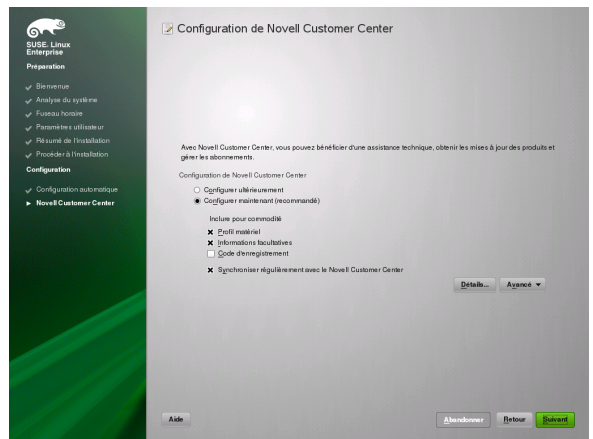 SUSE. Linux
Enterprise
Préparation
Bienvenue
Analyse du système
Fuseau horaire
Paramètres utilisateur
Résumé de l'installation
Procéder à l'installation
Configuration
Configuration automatique
Novell Customer Center
Configuration de Novell Customer Center
Avec Novell Customer Center, vous pouvez bénéficier d'une assistance technique, obtenir les mises à jour des produits et
gérer les abonnements.
Configuration de Novell Customer Center
Configurer ultérieurement
Configurer maintenant (recommandé)
Inclure pour commodité
Profil matériel
Informations facultatives
Code d'enregistrement
Synchroniser régulièrement avec le Novell Customer Center
Détails... Avancé
Aide Abandonner Retour Suivant